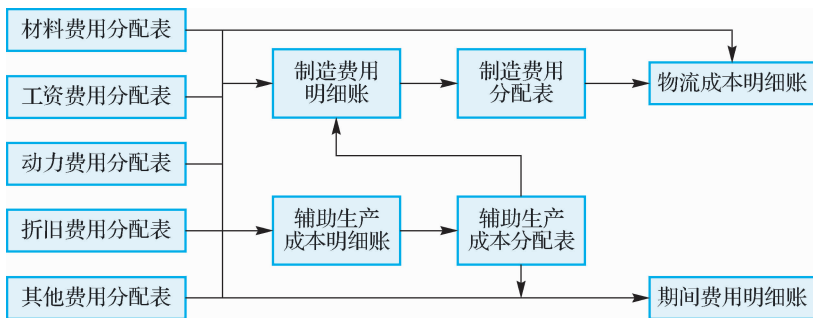 材料费用分配表
工资费用分配表
动力费用分配表
折旧费用分配表
其他费用分配表
制造费用
明细账
制造费用
分配表
物流成本明细账
辅助生产
成本明细账
辅助生产
成本分配表
期间费用明细账